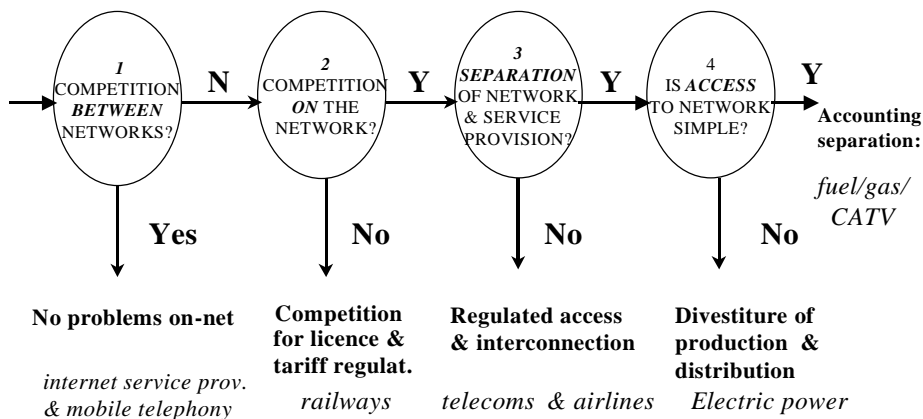 1
COMPETITION
BETWEEN
NETWORKS?
N
2
COMPETITION
ON THE
NETWORK?
Y
3
SEPARATION
OF NETWORK
& SERVICE
PROVISION?
Y
4
IS ACCESS
TO NETWORK
SIMPLE?
Y
Accounting
separation:
fuel/gas/
CATV
Yes
No
No
No
No problems on-net
internet service prov.
& mobile telephony
Competition
for licence &
tariff regulat.
railways
Regulated access
& interconnection
telecoms & airlines
Divestiture of
production &
distribution
Electric power